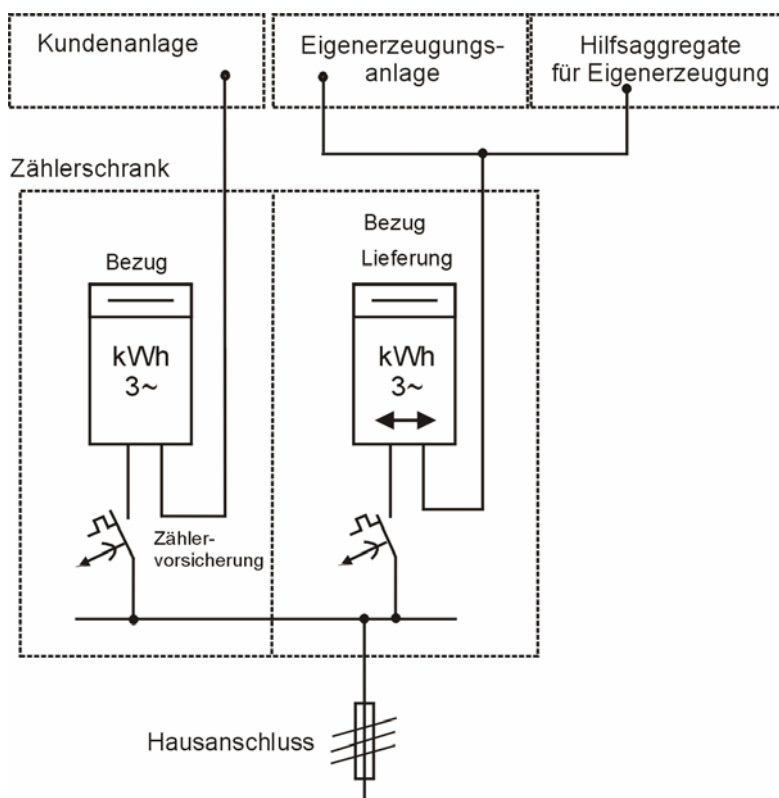 Kundenanlage
Eigenerzeugungs-
anlage
Hilfsaggregate
für Eigenerzeugung
Zählerschrank
Bezug
kWh
3~
Bezug
Lieferung
kWh
3~
Zähler-
vorsicherung
Hausanschluss